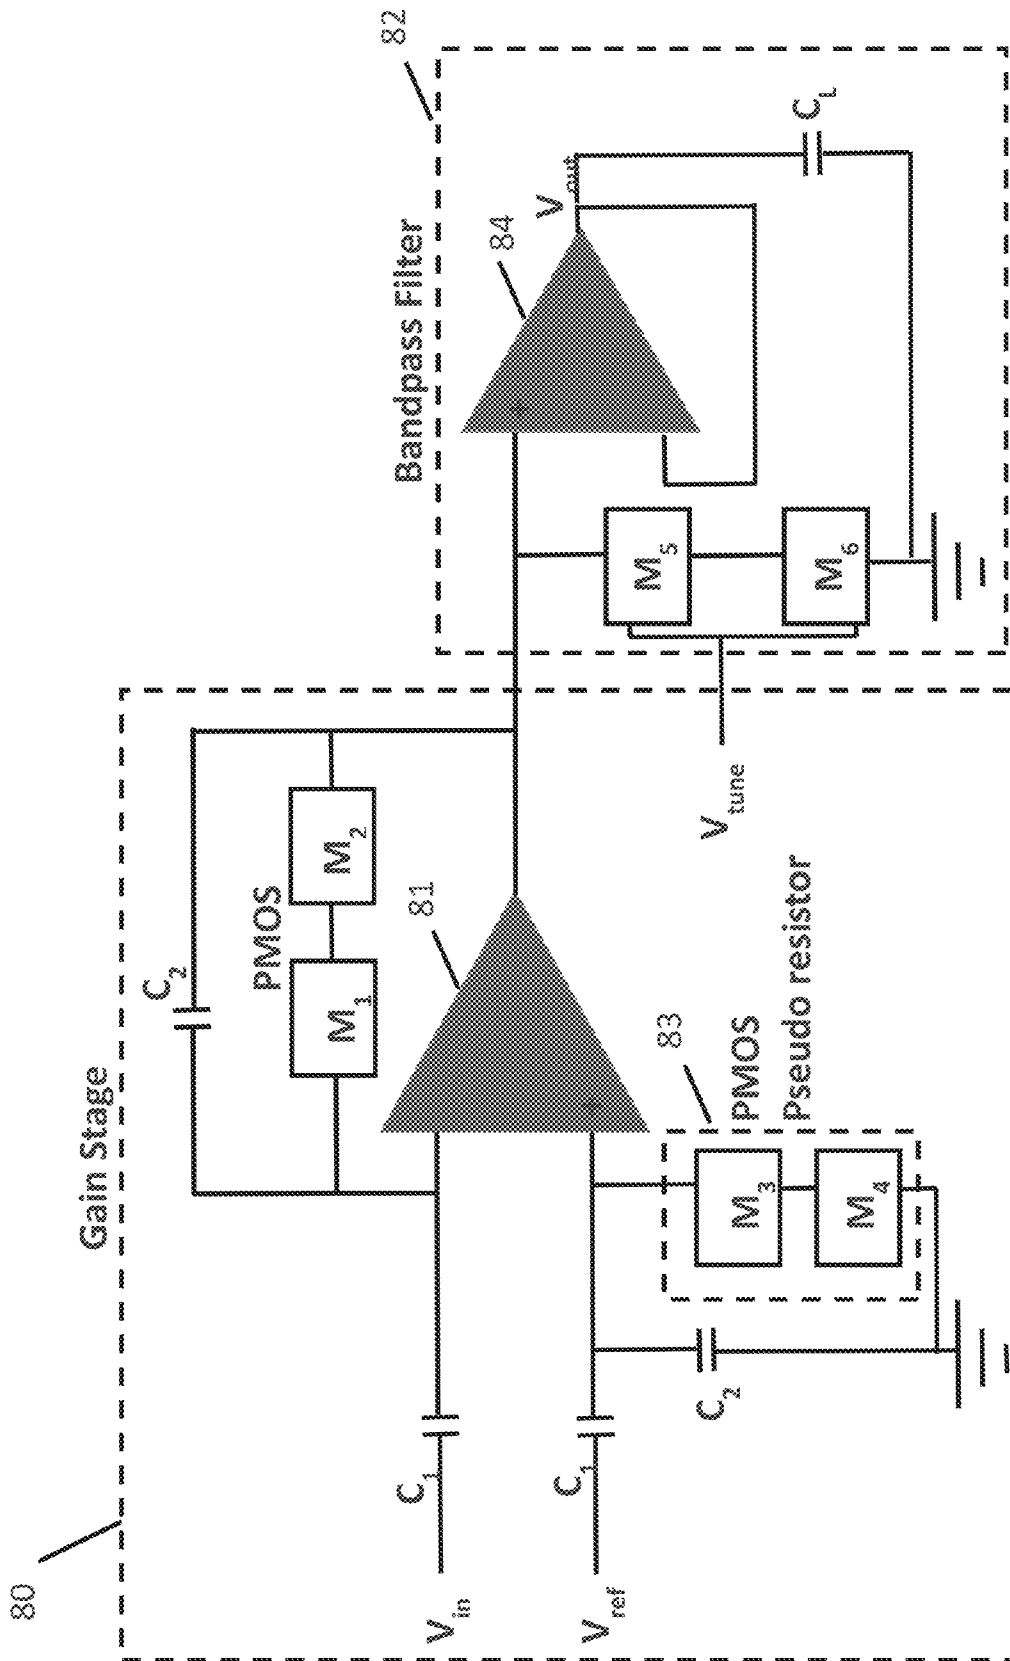 80
Gain Stage
C2
PMOS
M1
M2
81
Vin
C1
Vref
C1
C2
83
PMOS
Pseudo resistor
M3
M4
Vtune
82
Bandpass Filter
84
+
Vout
M5
M6
CL